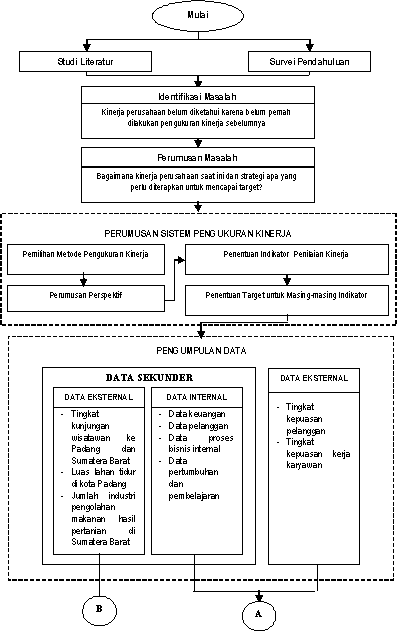 Mulai
Studi Literatur
Survei Pendahuluan
Identifikasi Masalah
Kinerja perusahaan belum diketahui karena belum pernah
dilakukan pengukuran kinerja sebelumnya
Perumusan Masalah
Bagaimana kinerja perusahaan saat ini dan strategi apa yang
perlu diterapkan untuk mencapai target?
PERUMUSAN SISTEM PENGUKURAN KINERJA
Pemilihan Metode Pengukuran Kinerja
Penentuan Indikator Penilaian Kinerja
Perumusan Perspektif
Penentuan Target untuk Masing-masing Indikator
PENGUMPULAN DATA
DATA SEKUNDER
DATA EKSTERNAL
- Tingkat
kunjungan
wisatawan ke
Padang dan
Sumatera Barat
- Luas lahan tidur
di kota Padang
- Jumlah industri
pengolahan
makanan hasil
pertanian di
Sumatera Barat
DATA INTERNAL
- Data keuangan
- Data pelanggan
- Data proses
bisnis internal
- Data
pertumbuhan
dan
pembelajaran
DATA EKSTERNAL
- Tingkat
kepuasan
pelanggan
- Tingkat
kepuasan kerja
karyawan
B
A